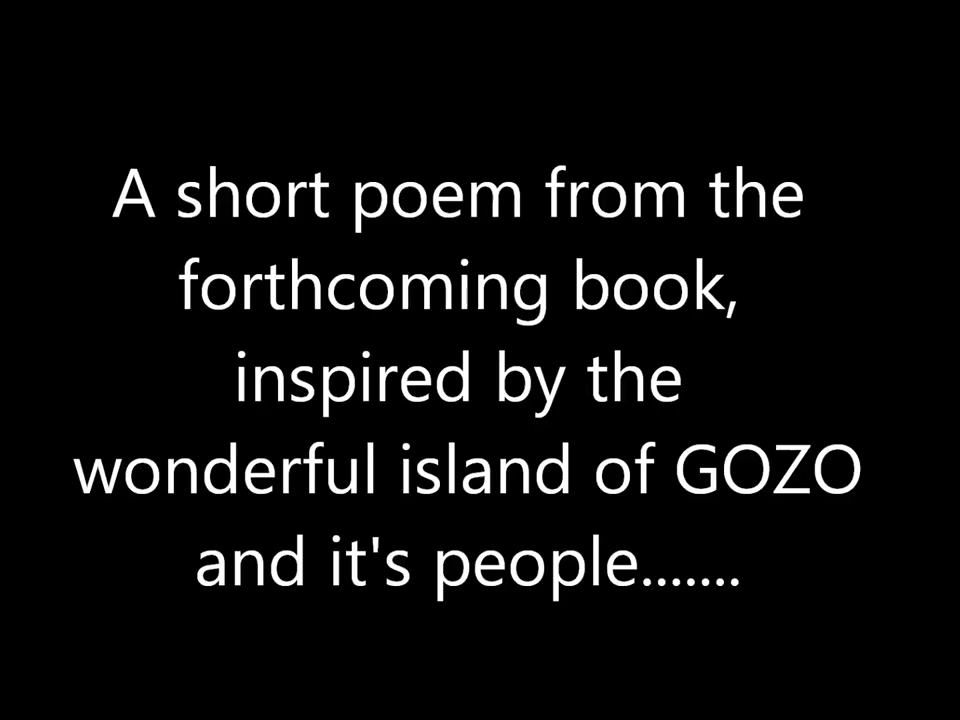 A short poem from the
forthcoming book,
inspired by the
wonderful island of GOZO
and it's people.......